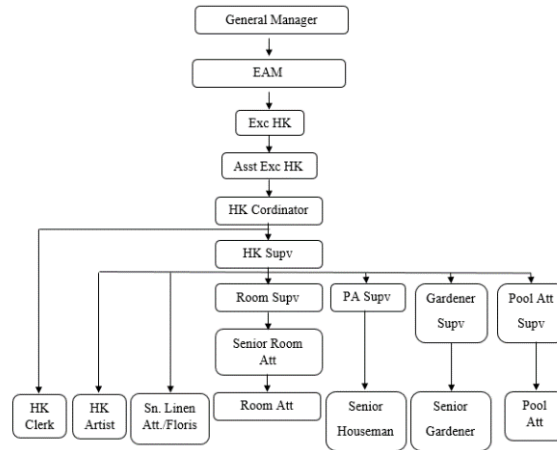 General Manager
EAM
Exc HK
Asst Exc HK
HK Cordinator
HK Supv
Room Supv
PA Supv
Gardener
Supv
Pool Att
Supv
Senior Room
Att
HK
Clerk
HK
Artist
Sn. Linen
Att./Floris
Room Att
Senior
Houseman
Senior
Gardener
Pool
Att